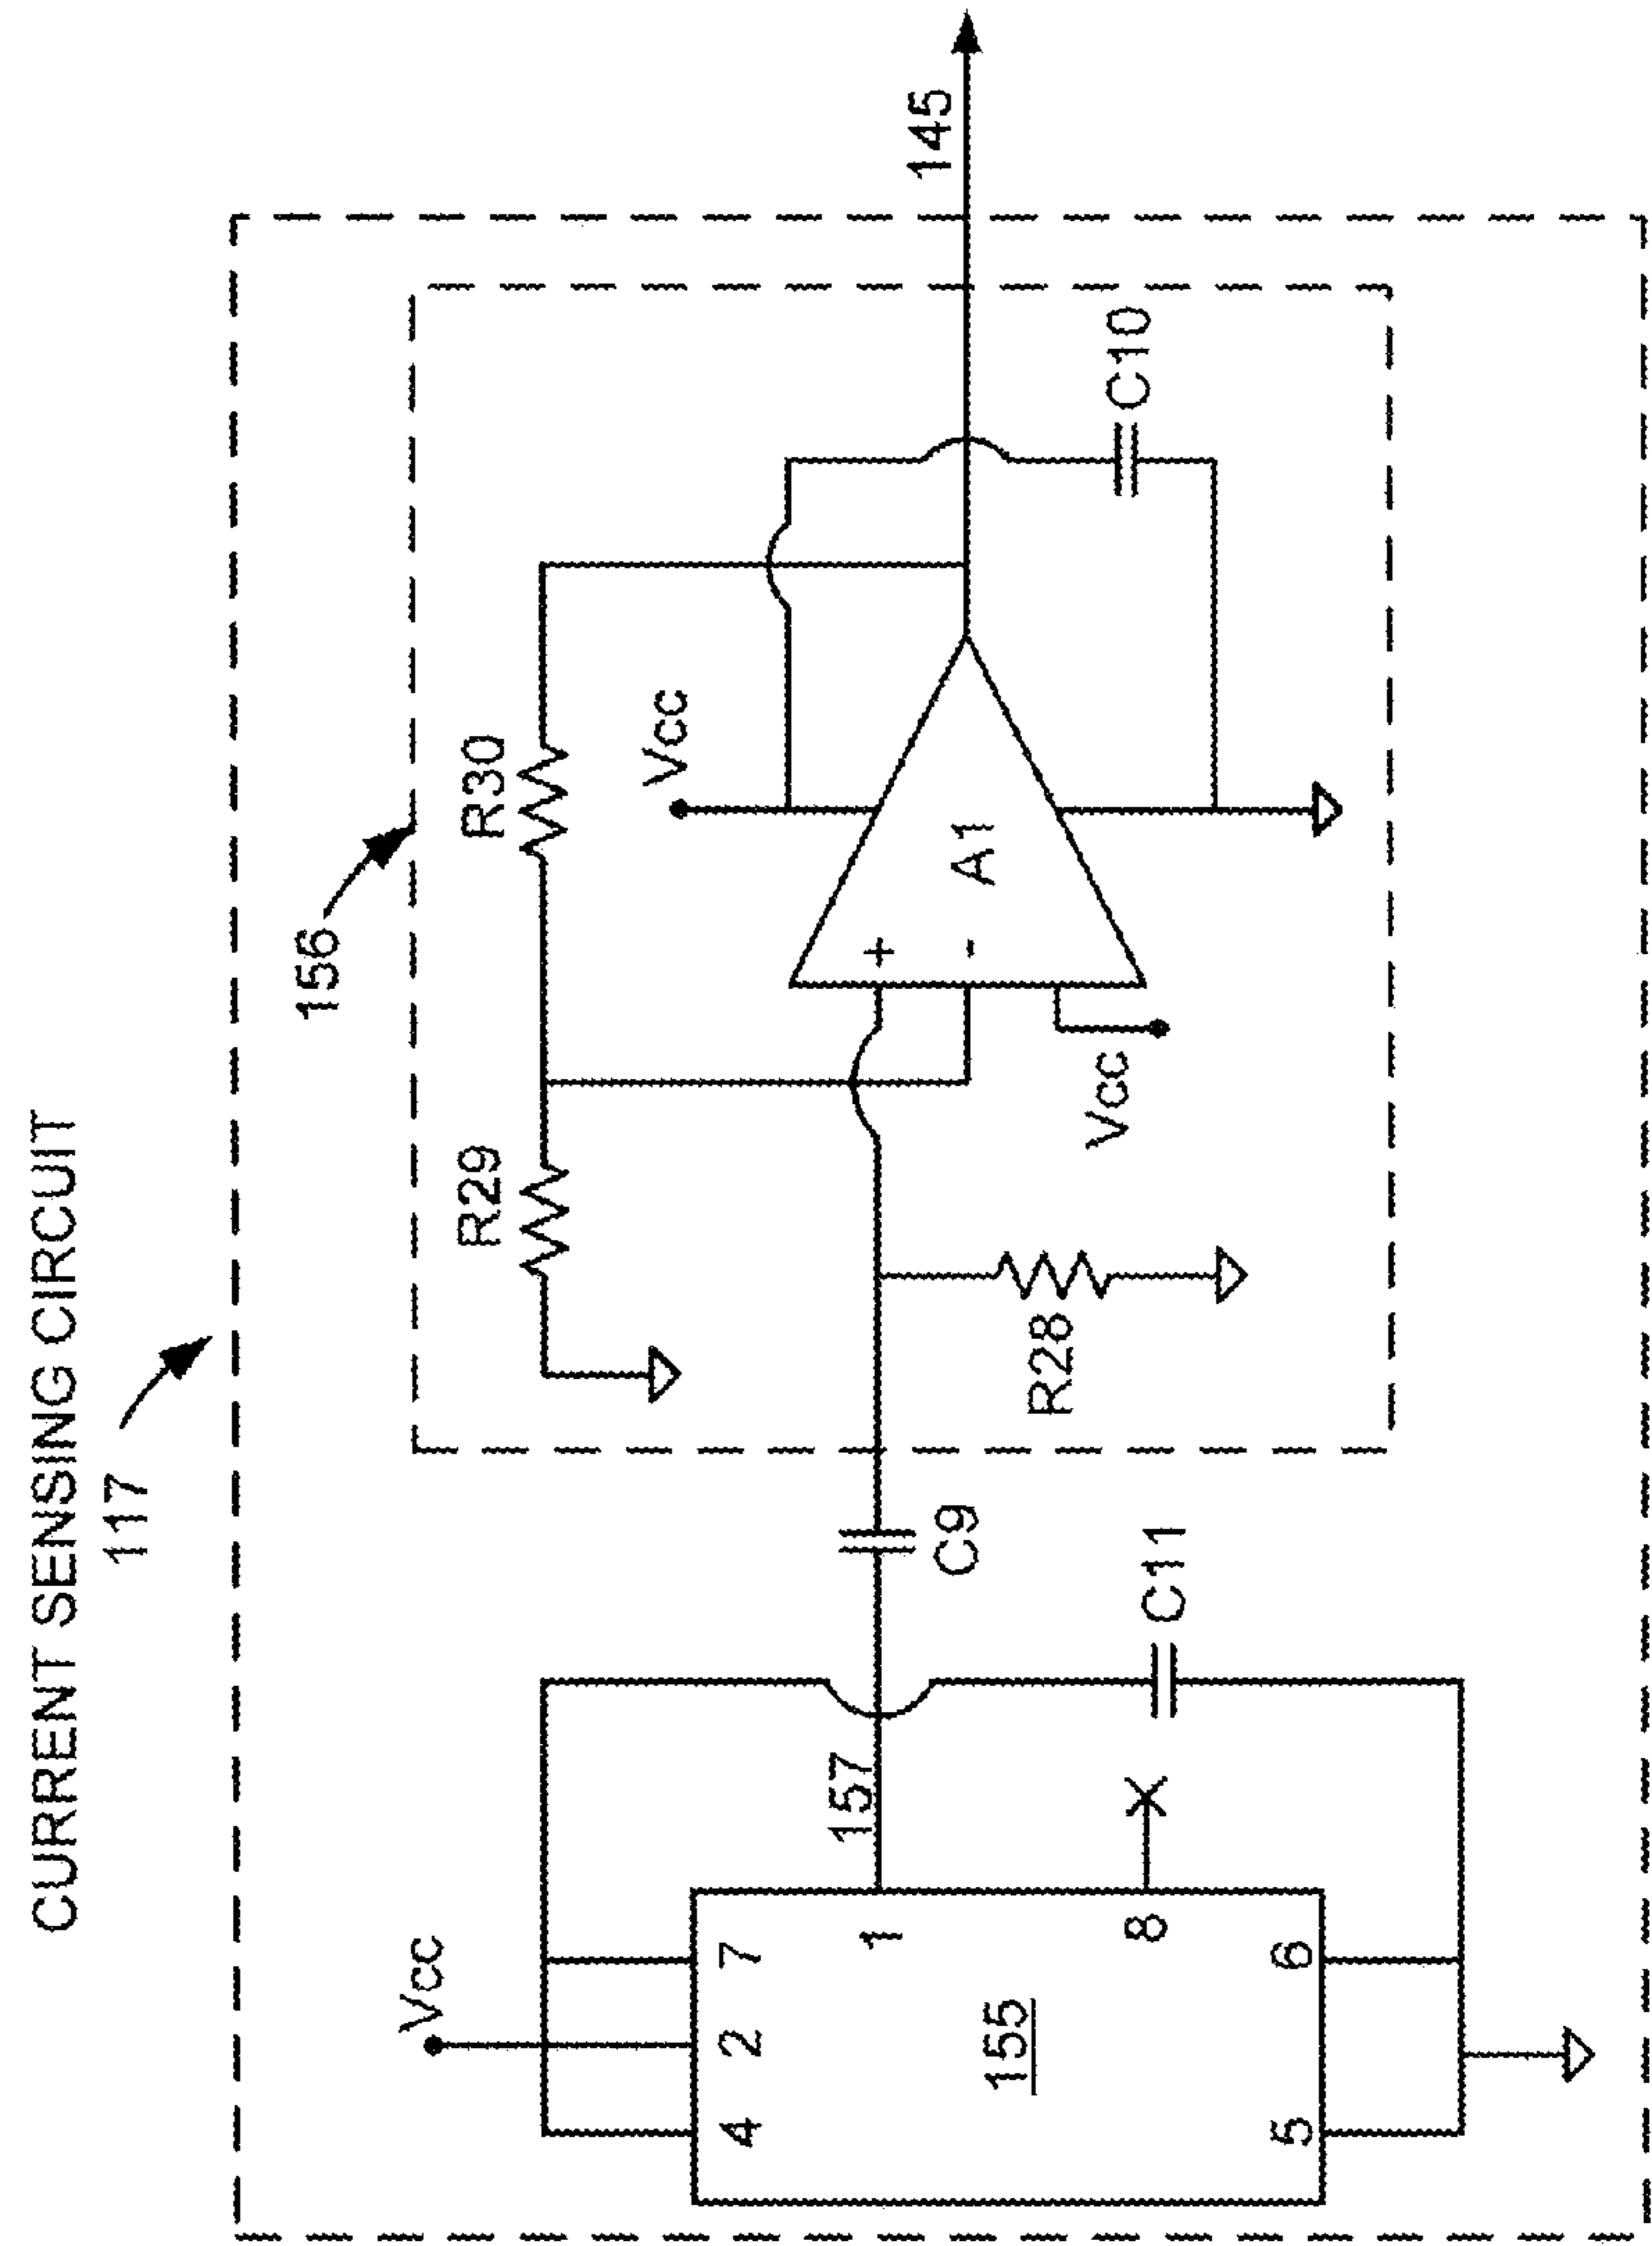 CURRENT SENSING CIRCUIT
117
156
145
R29
R30
Vcc
Vcc
+
A1
-
C10
Vcc
R28
157
C9
C11
4
2
7
1
8
155
5
6